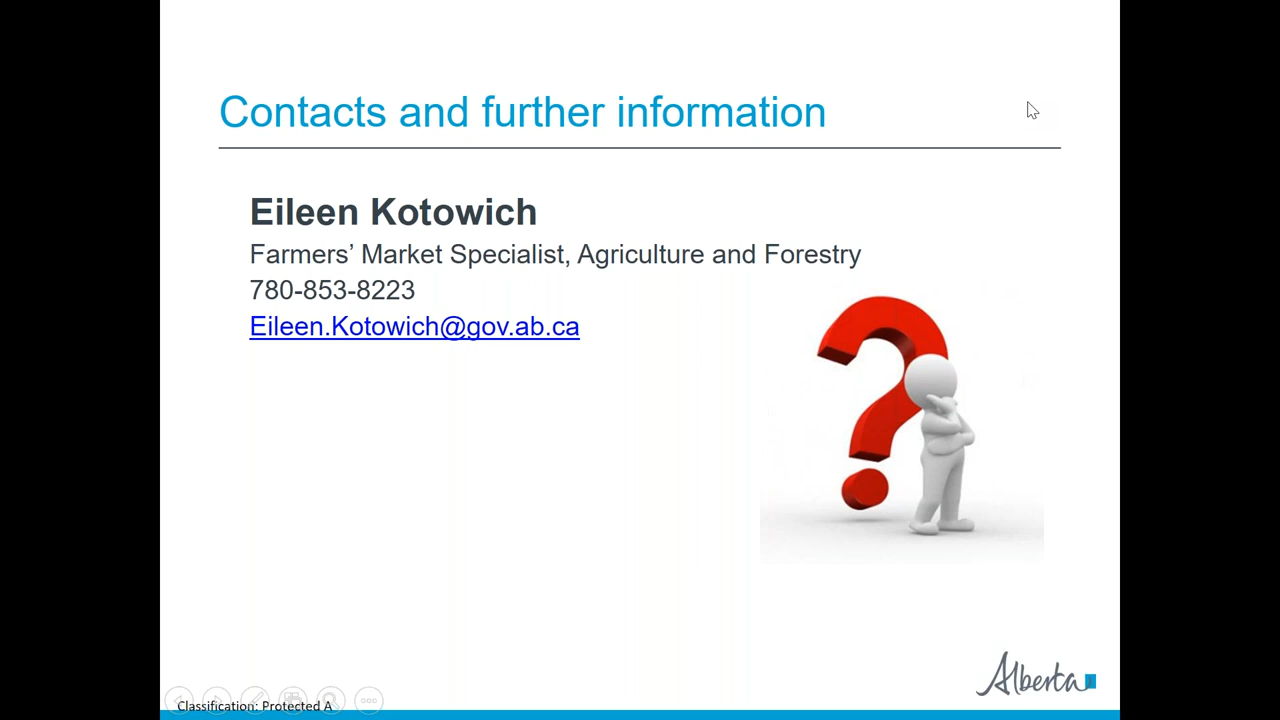 Contacts and further information
Eileen Kotowich
Farmers’ Market Specialist, Agriculture and Forestry
780-853-8223
Eileen.Kotowich@gov.ab.ca
Alberta
Classification: Protected A